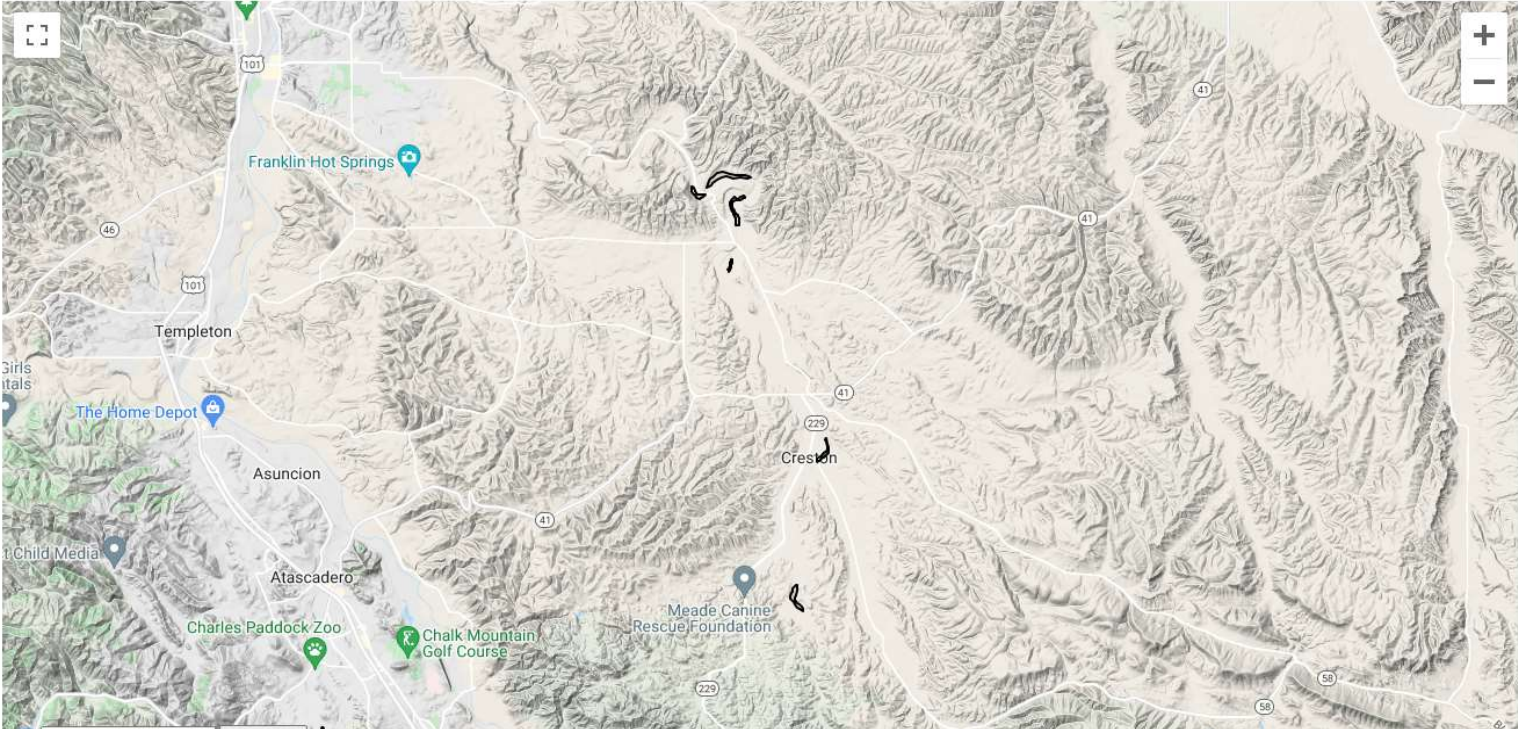 101
Franklin Hot Springs
41
46
41
101
Templeton
Girls
ntals
41
The Home Depot
229
Creston
Asuncion
41
t Child Media
Atascadero
Meade Canine
Rescue Foundation
Charles Paddock Zoo
Chalk Mountain
Golf Course
229
58
58